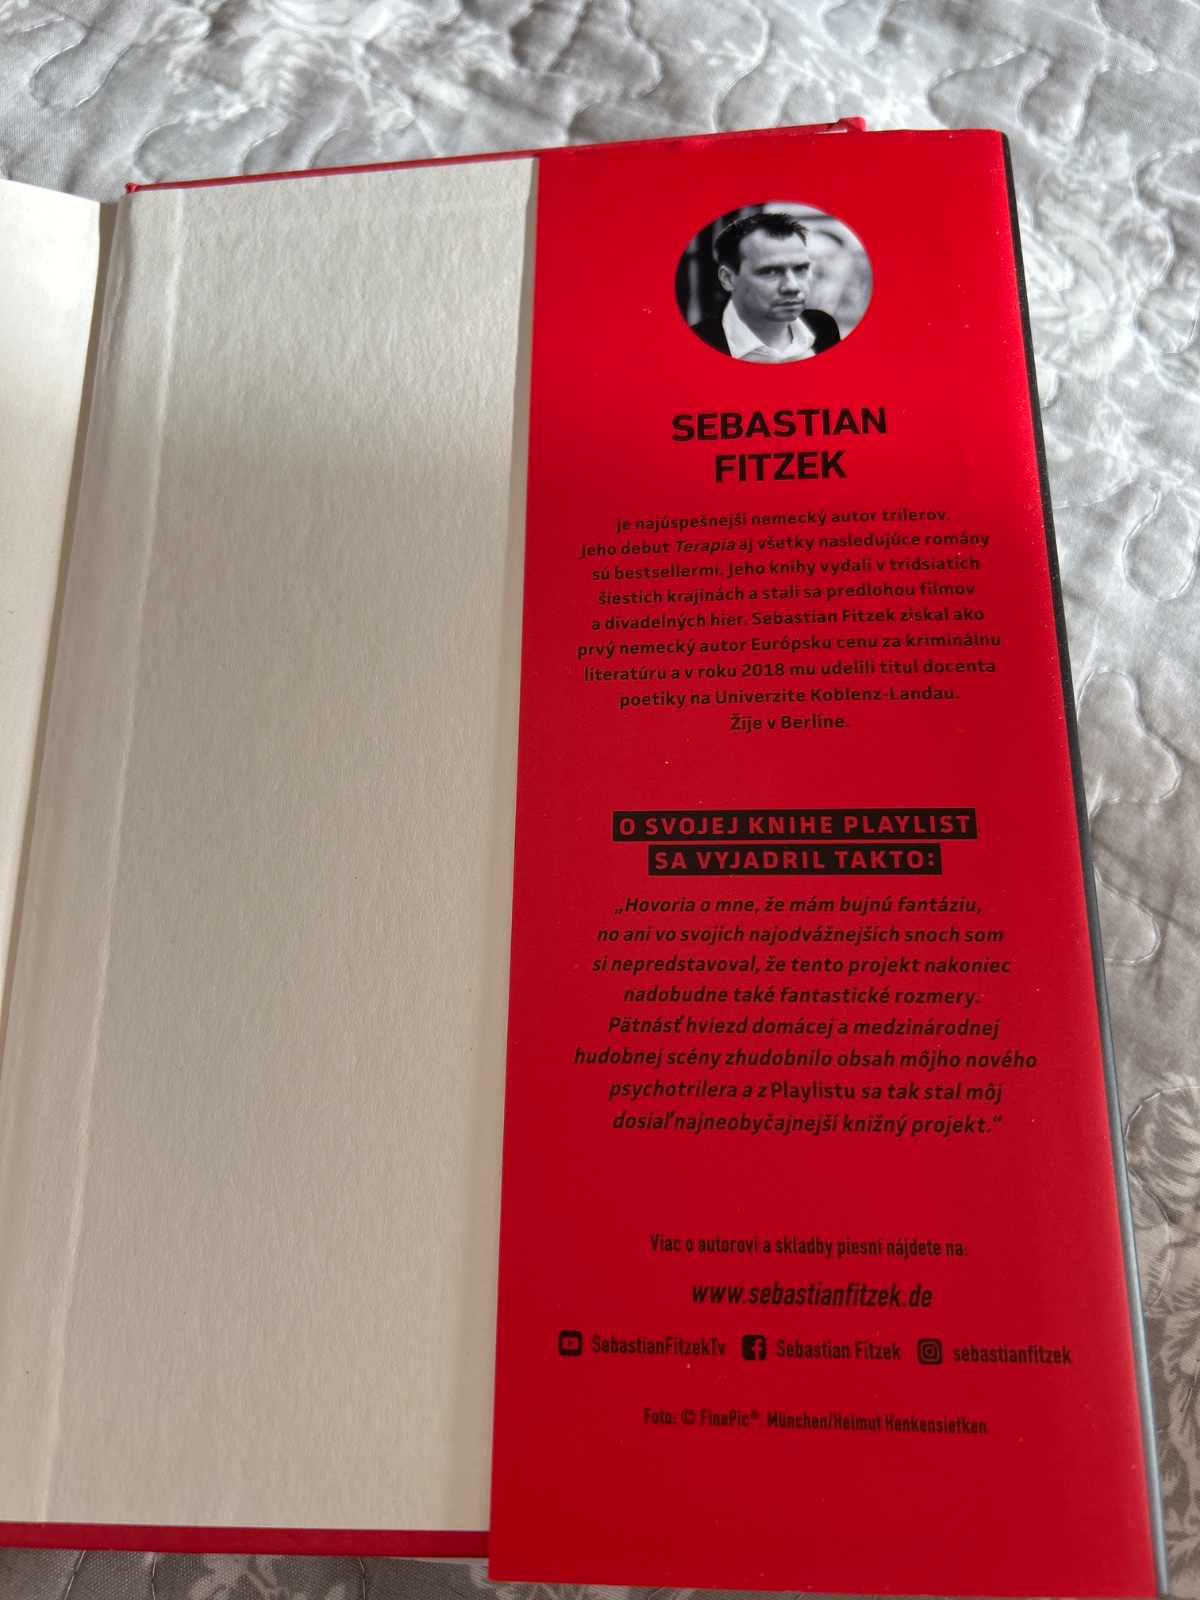 SEBASTIAN
FITZEK
je najúspešnejší nemecký autor trilerov.
Jeho debut Terapia aj všetky nasledujúce romány
sú bestsellermi. Jeho knihy vydali v tridsiatich
šiestich krajinách a stali sa predlohou filmov
a divadelných hier. Sebastian Fitzek získal ako
prvý nemecký autor Európsku cenu za kriminálnu
literatúru a v roku 2018 mu udelili titul docenta
poetiky na Univerzite Koblenz-Landau.
Žije v Berlíne.
O SVOJEJ KNIHE PLAYLIST
SA VYJADRIL TAKTO:
„Hovoria o mne, že mám bujnú fantáziu,
no ani vo svojich najodvážnejších snoch som
si nepredstavoval, že tento projekt nakoniec
nadobudne také fantastické rozmery.
Pätnásť hviezd domácej a medzinárodnej
hudobnej scény zhudobnilo obsah môjho nového
psychotrilera a z Playlistu sa tak stal môj
dosiaľ najneobyčajnejší knižný projekt.“
Viac o autorovi a skladby piesní nájdete na:
www.sebastianfitzek.de
SebastianFitzekTv Sebastian Fitzek sebastianfitzek
Foto: © FinePic®, München/Helmut Henkensiefken